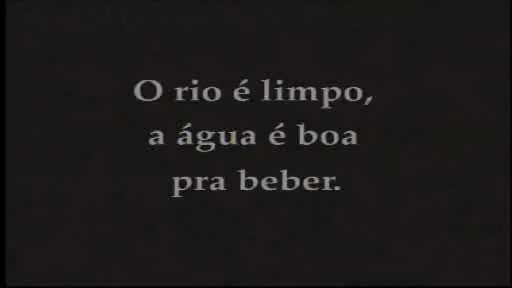 O rio é limpo,
a água é boa
pra beber.